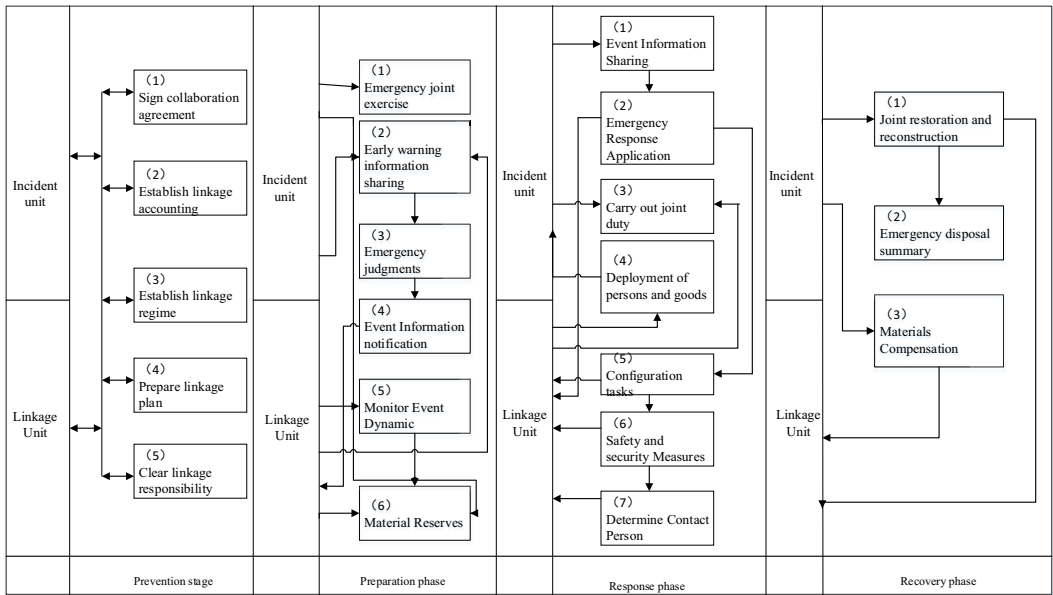 Incident
unit
Linkage
Unit
（1）
Sign collaboration
agreement
（2）
Establish linkage
accounting
（3）
Establish linkage
regime
（4）
Prepare linkage
plan
（5）
Clear linkage
responsibility
Prevention stage
Incident
unit
Linkage
Unit
（1）
Emergency joint
exercise
（2）
Early warning
information
sharing
（3）
Emergency
judgments
（4）
Event Information
notification
（5）
Monitor Event
Dynamic
（6）
Material Reserves
Preparation phase
Incident
unit
Linkage
Unit
（1）
Event Information
Sharing
（2）
Emergency
Response
Application
（3）
Carry out joint
duty
（4）
Deployment of
persons and goods
（5）
Configuration
tasks
（6）
Safety and
security Measures
（7）
Determine Contact
Person
Response phase
Incident
unit
Linkage
Unit
（1）
Joint restoration and
reconstruction
（2）
Emergency disposal
summary
（3）
Materials
Compensation
Recovery phase